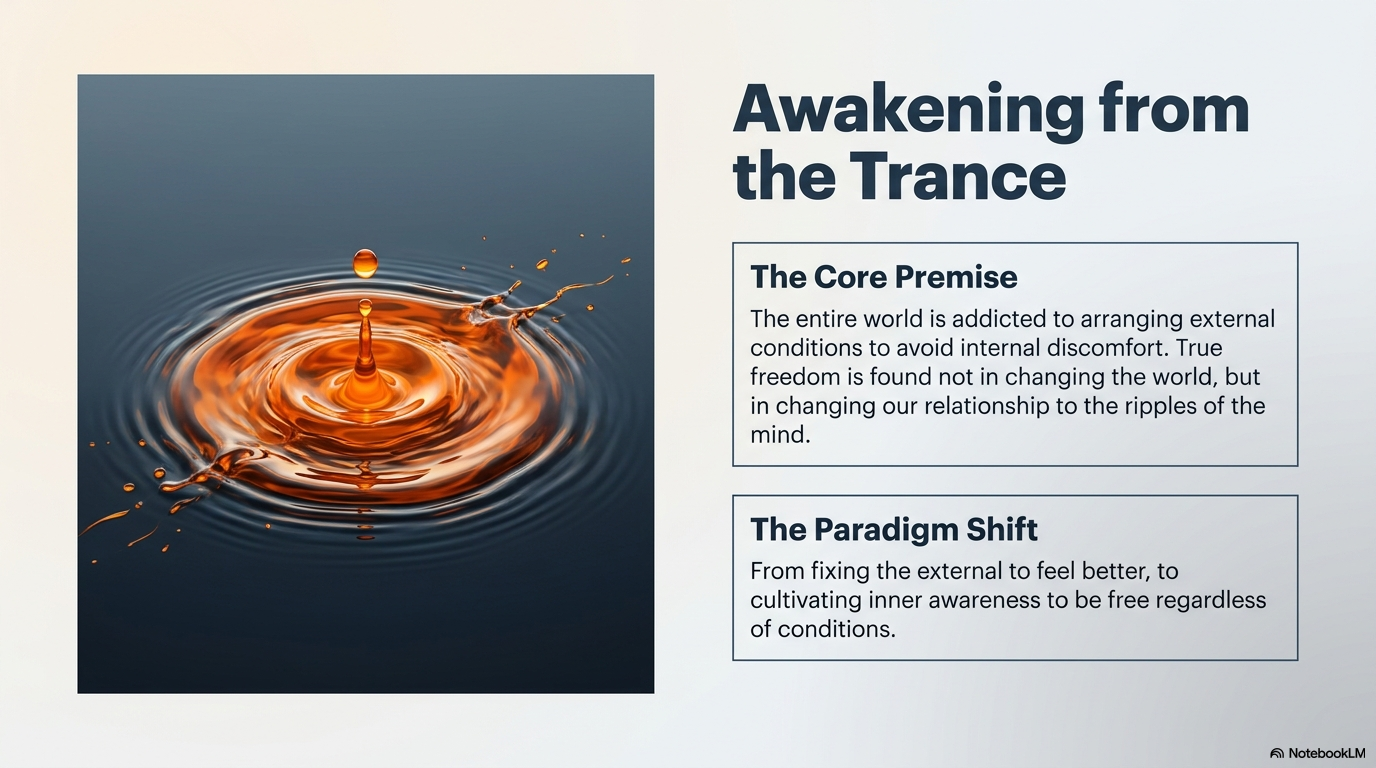 Awakening from
the Trance
The Core Premise
The entire world is addicted to arranging external
conditions to avoid internal discomfort. True
freedom is found not in changing the world, but
in changing our relationship to the ripples of the
mind.
The Paradigm Shift
From fixing the external to feel better, to
cultivating inner awareness to be free regardless
of conditions.
NotebookLM